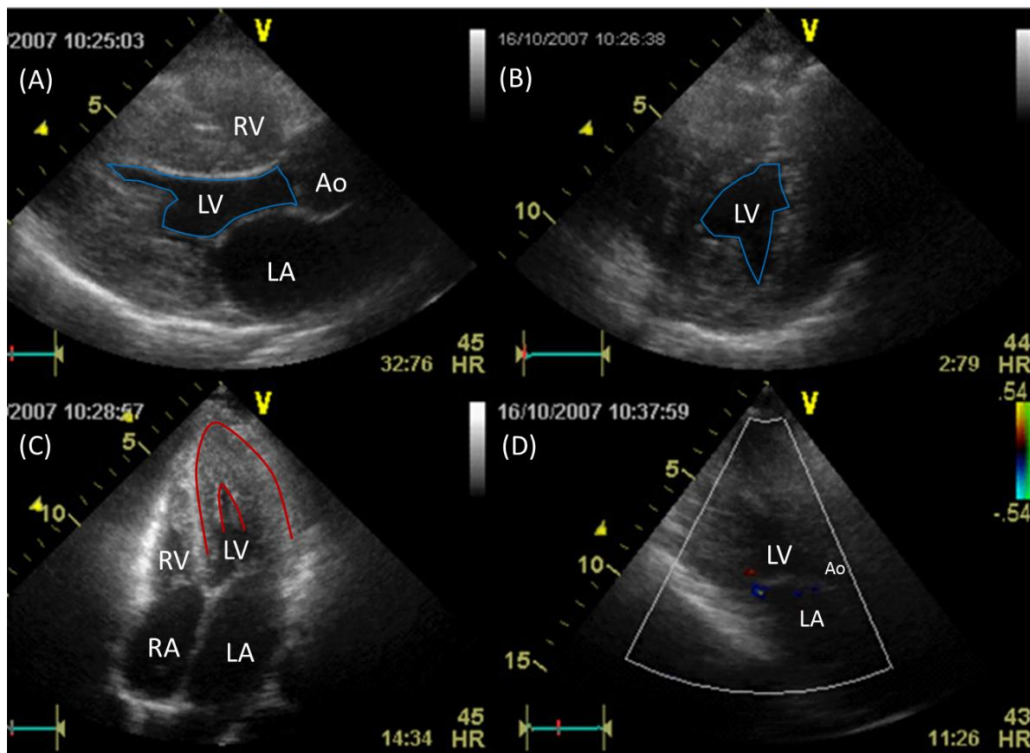 /2007 10:25:03
V
(A)
5
RV
LV
Ao
LA
45
32:76 HR
16/10/2007 10:26:38
V
(B)
5
10
LV
44
2:79 HR
/2007 10:28:57
V
(C)
5
10
RV
LV
RA
LA
45
14:34 HR
16/10/2007 10:37:59
V
(D)
.54
-.54
5
10
15
LV
Ao
LA
43
11:26 HR